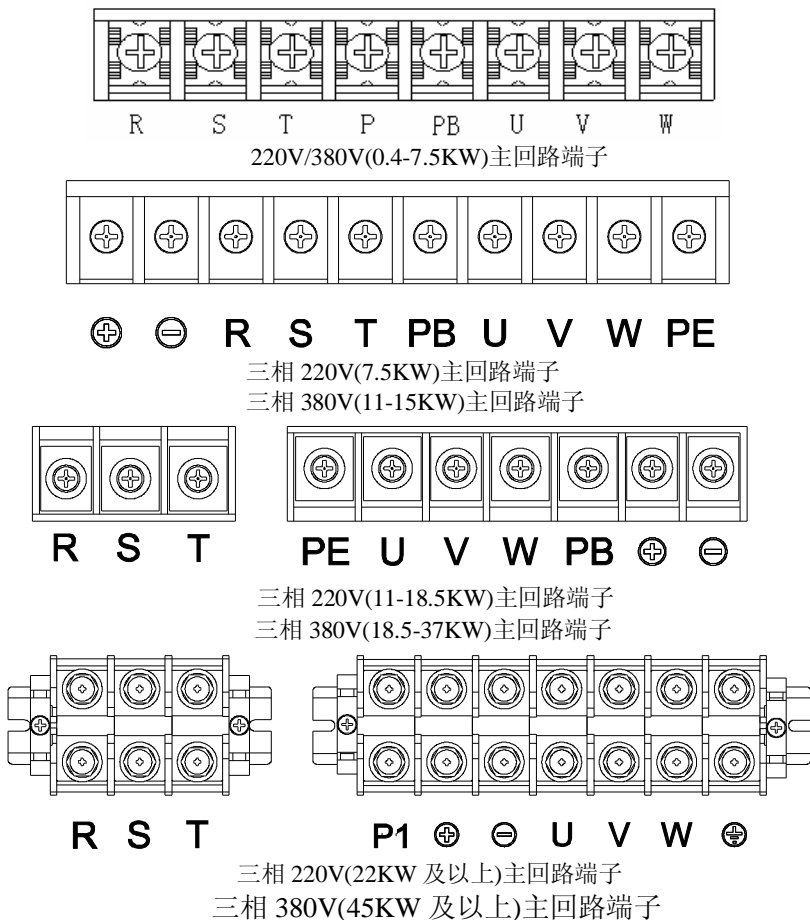 R S T P PB U V W
220V/380V(0.4-7.5KW)主回路端子
⊕ ⊖ R S T PB U V W PE
三相 220V(7.5KW)主回路端子
三相 380V(11-15KW)主回路端子
R S T PE U V W PB ⊕ ⊖
三相 220V(11-18.5KW)主回路端子
三相 380V(18.5-37KW)主回路端子
R S T P1 ⊕ ⊖ U V W ⏚
三相 220V(22KW 及以上)主回路端子
三相 380V(45KW 及以上)主回路端子